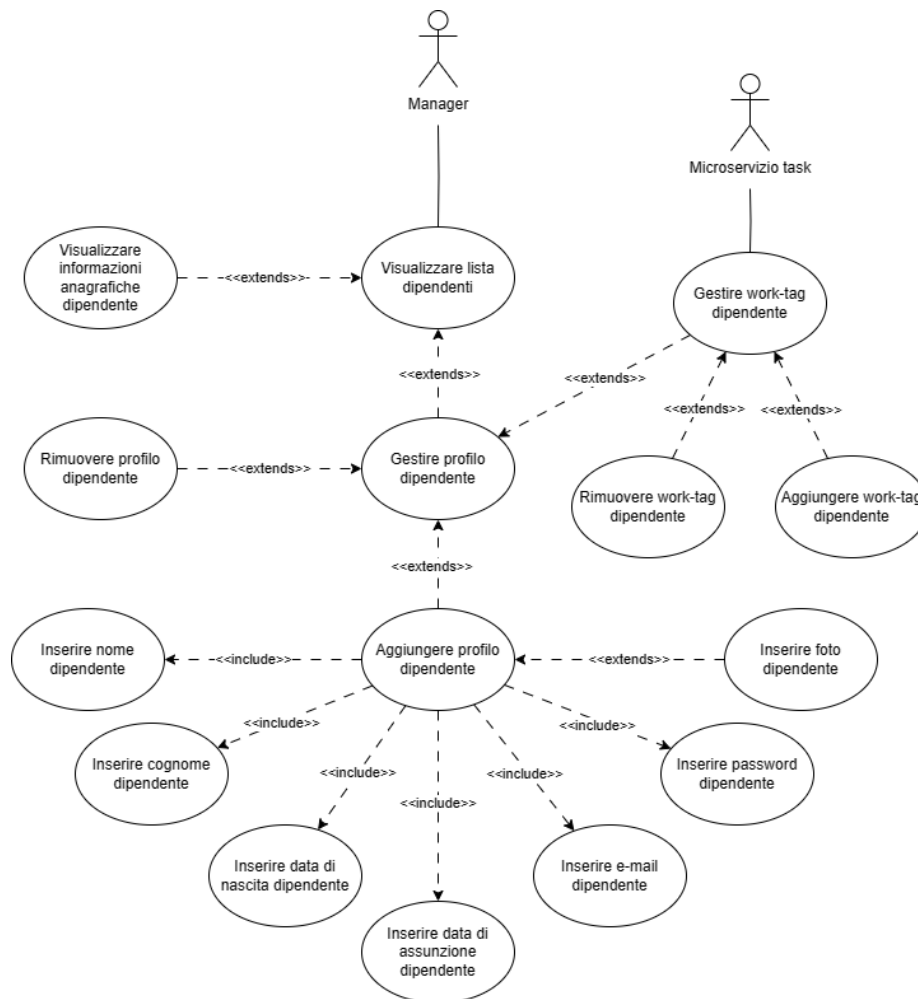 Manager
Microservizio task
Visualizzare
informazioni
anagrafiche
dipendente
<<extends>>
Visualizzare lista
dipendenti
Gestire work-tag
dipendente
<<extends>>
<<extends>>
<<extends>>
<<extends>>
Rimuovere profilo
dipendente
<<extends>>
Gestire profilo
dipendente
Rimuovere work-tag
dipendente
Aggiungere work-tag
dipendente
<<extends>>
Inserire nome
dipendente
<<include>>
Aggiungere profilo
dipendente
<<extends>>
Inserire foto
dipendente
<<include>>
<<include>>
Inserire cognome
dipendente
<<include>>
<<include>>
<<include>>
Inserire password
dipendente
Inserire data di
nascita dipendente
Inserire e-mail
dipendente
Inserire data di
assunzione
dipendente